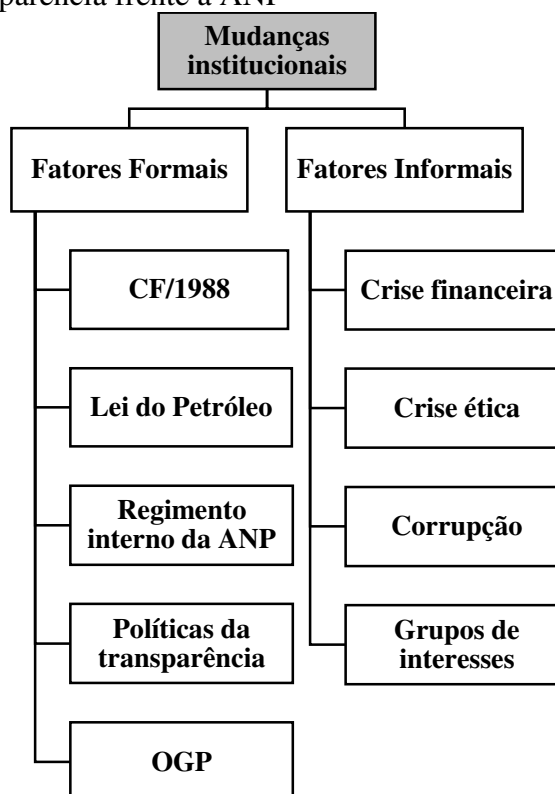 parência frente à ANP
Mudanças
institucionais
Fatores Formais
Fatores Informais
CF/1988
Lei do Petróleo
Regimento
interno da ANP
Políticas da
transparência
OGP
Crise financeira
Crise ética
Corrupção
Grupos de
interesses